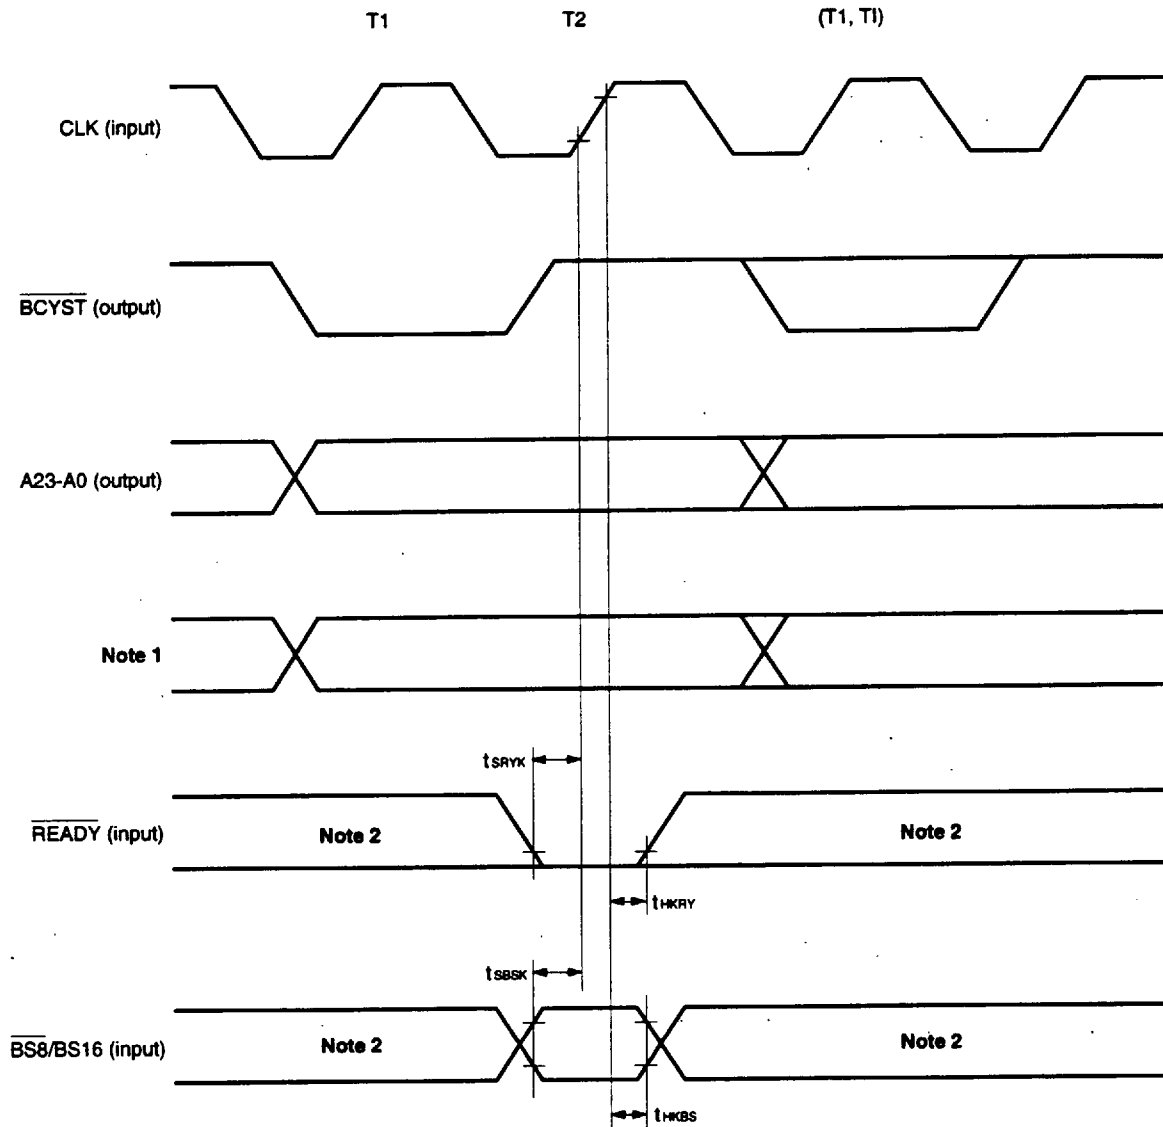 T1 T2 (T1, TI)
CLK (input)
BCYST (output)
A23-A0 (output)
Note 1
tSRYK
READY (input) Note 2 Note 2
tHKRY
tSBSK
BS8/BS16 (input) Note 2 Note 2
tHKBS